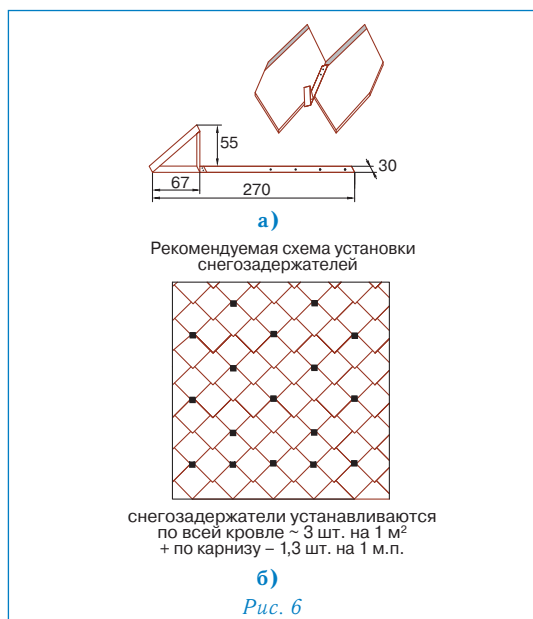 55
30
67
270
а)
Рекомендуемая схема установки
снегозадержателей
снегозадержатели устанавливаются
по всей кровле ~ 3 шт. на 1 м²
+ по карнизу – 1,3 шт. на 1 м.п.
б)
Рис. 6